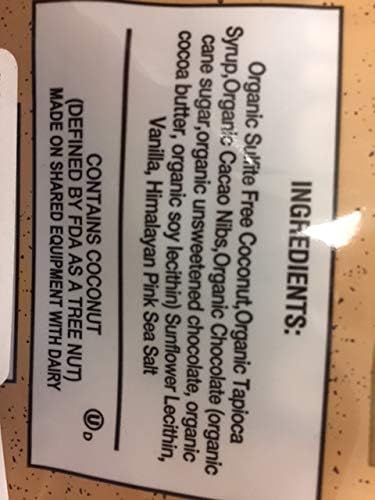 INGREDIENTS:
Organic Sulfite Free Coconut,Organic Tapioca
Syrup,Organic Cacao Nibs,Organic Chocolate (organic
cane sugar,organic unsweetened chocolate, organic
cocoa butter, organic soy lecithin) Sunflower Lecithin,
Vanilla, Himalayan Pink Sea Salt
CONTAINS COCONUT
(DEFINED BY FDA AS A TREE NUT)
MADE ON SHARED EQUIPMENT WITH DAIRY
U D